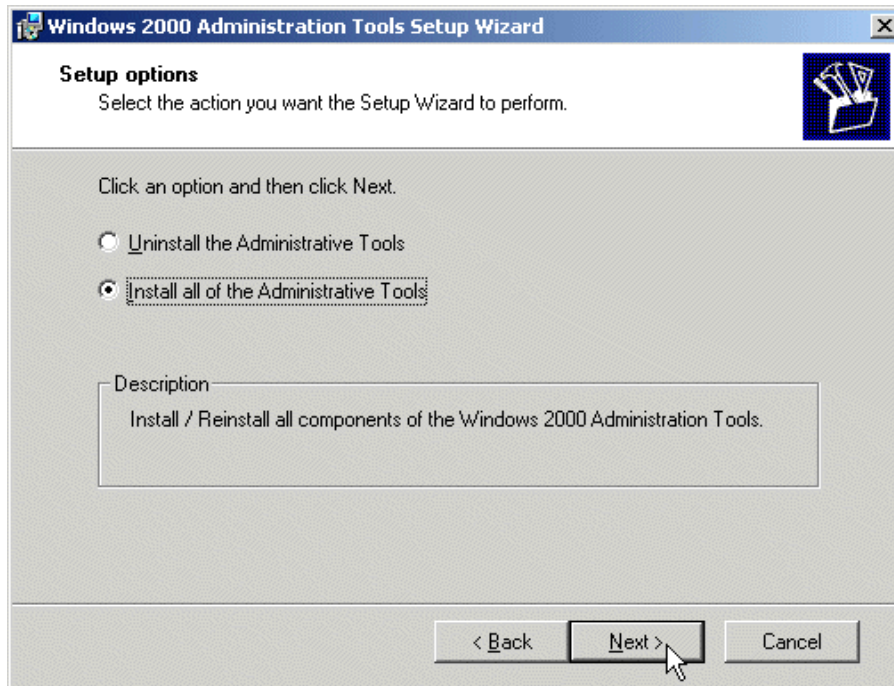 Windows 2000 Administration Tools Setup Wizard
Setup options
Select the action you want the Setup Wizard to perform.
Click an option and then click Next.
Uninstall the Administrative Tools
Install all of the Administrative Tools
Description
Install / Reinstall all components of the Windows 2000 Administration Tools.
< Back Next > Cancel